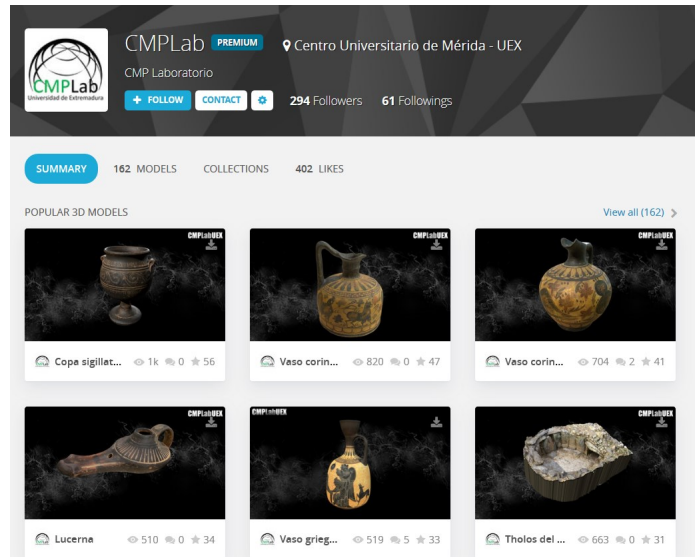 CMPLab PREMIUM Centro Universitario de Mérida - UEX
CMP Laboratorio
CMPLab
Universidad de Extremadura
+ FOLLOW CONTACT 294 Followers 61 Followings
SUMMARY 162 MODELS COLLECTIONS 402 LIKES
POPULAR 3D MODELS View all (162)
CMPLabUEX
CMPLabUEX
CMPLabUEX
Copa sigillat... 1k 0 56
Vaso corin... 820 0 47
Vaso corin... 704 2 41
CMPLabUEX
CMPLabUEX
CMPLabUEX
Lucerna 510 0 34
Vaso grieg... 519 5 33
Tholos del ... 663 0 31